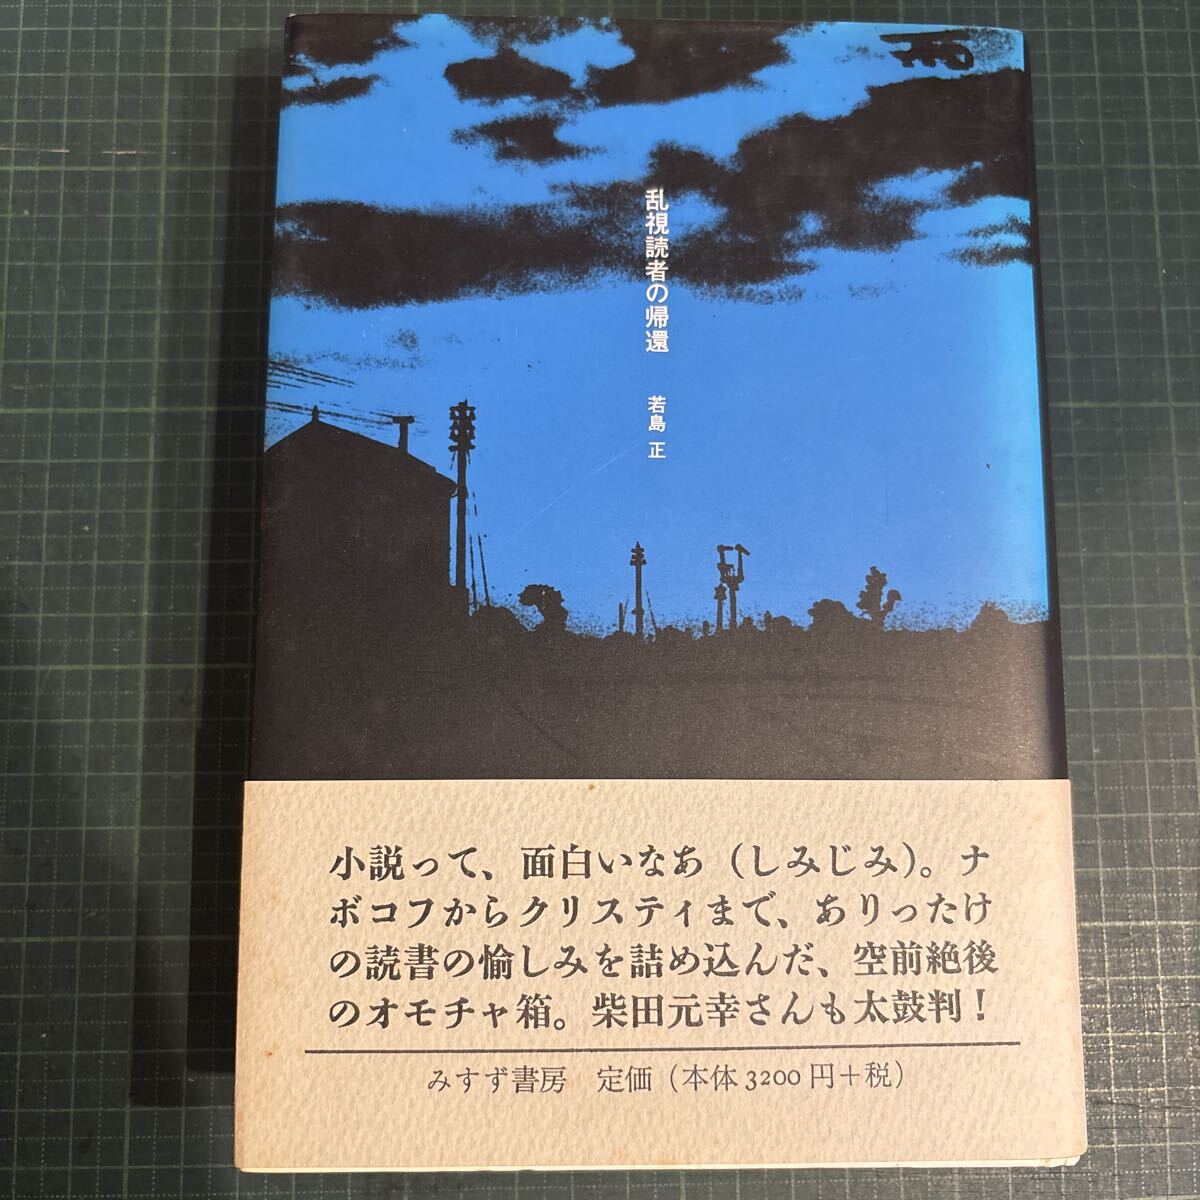 乱視読者の帰還
若島 正
小説って、面白いなあ（しみじみ）。ナ
ボコフからクリスティまで、ありったけ
の読書の愉しみを詰め込んだ、空前絶後
のオモチャ箱。柴田元幸さんも太鼓判！
みすず書房 定価（本体3200円＋税）